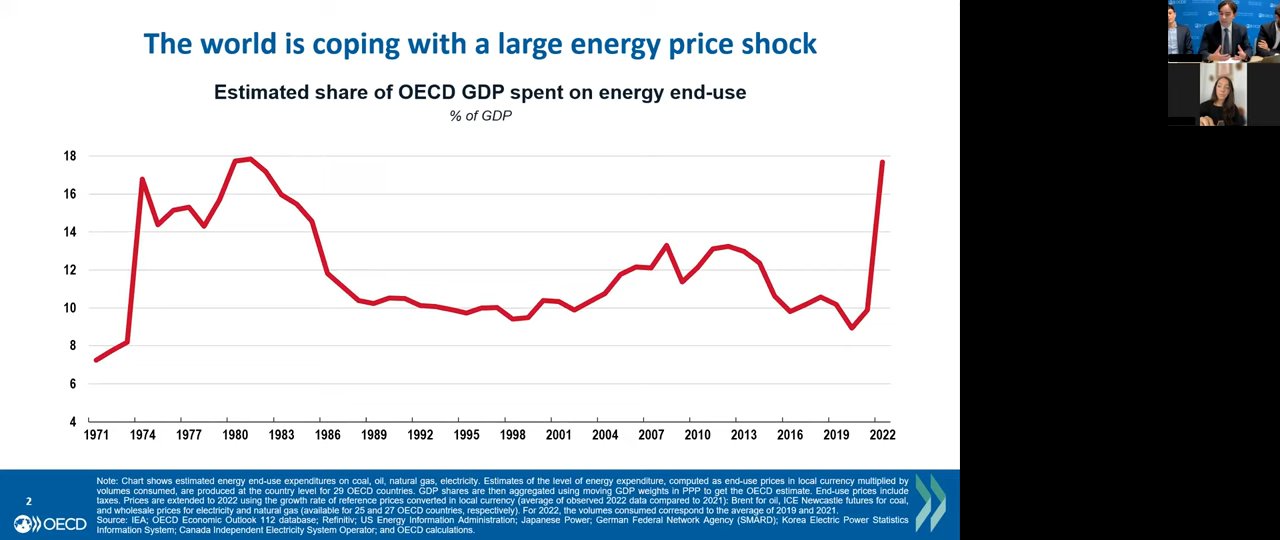 The world is coping with a large energy price shock
Estimated share of OECD GDP spent on energy end-use
% of GDP
18
16
14
12
10
8
6
4
1971 1974 1977 1980 1983 1986 1989 1992 1995 1998 2001 2004 2007 2010 2013 2016 2019 2022
Note: Chart shows estimated energy end-use expenditures on coal, oil, natural gas, electricity. Estimates of the level of energy expenditure, computed as end-use prices in local currency multiplied by
volumes consumed, are produced at the country level for 29 OECD countries. GDP shares are then aggregated using moving GDP weights in PPP to get the OECD estimate. End-use prices include
taxes. Prices are extended to 2022 using the growth rate of reference prices converted in local currency (average of observed 2022 data compared to 2021): Brent for oil, ICE Newcastle futures for coal,
and wholesale prices for electricity and natural gas (available for 25 and 27 OECD countries, respectively). For 2022, the volumes consumed correspond to the average of 2019 and 2021.
Source: IEA; OECD Economic Outlook 112 database; Refinitiv; US Energy Information Administration; Japanese Power; German Federal Network Agency (SMARD); Korea Electric Power Statistics
Information System; Canada Independent Electricity System Operator; and OECD calculations.
2
OECD